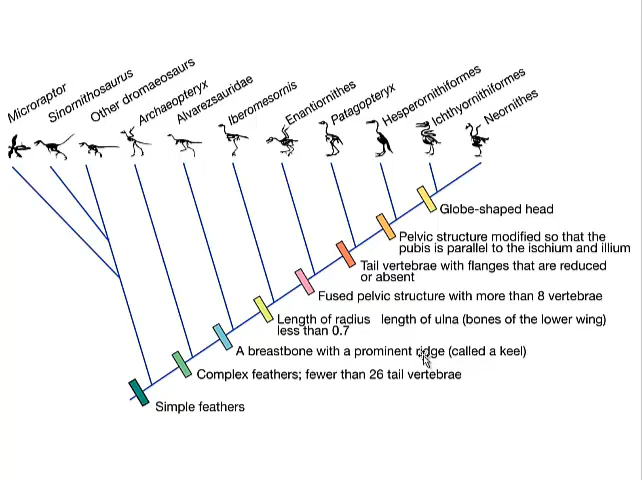 Microraptor
Sinornithosaurus
Other dromaeosaurs
Archaeopteryx
Alvarezsauridae
Iberomesornis
Enantiornithes
Patagopteryx
Hesperornithiformes
Ichthyornithiformes
Neornithes
Globe-shaped head
Pelvic structure modified so that the
pubis is parallel to the ischium and illium
Tail vertebrae with flanges that are reduced
or absent
Fused pelvic structure with more than 8 vertebrae
Length of radius length of ulna (bones of the lower wing)
less than 0.7
A breastbone with a prominent ridge (called a keel)
Complex feathers; fewer than 26 tail vertebrae
Simple feathers